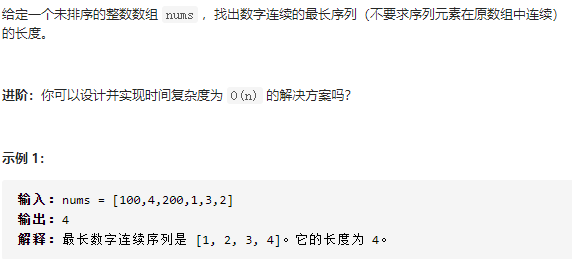 给定一个未排序的整数数组 nums ，找出数字连续的最长序列（不要求序列元素在原数组中连续）
的长度。
进阶：你可以设计并实现时间复杂度为 O(n) 的解决方案吗？
示例 1：
输入：nums = [100,4,200,1,3,2]
输出：4
解释：最长数字连续序列是 [1, 2, 3, 4]。它的长度为 4。